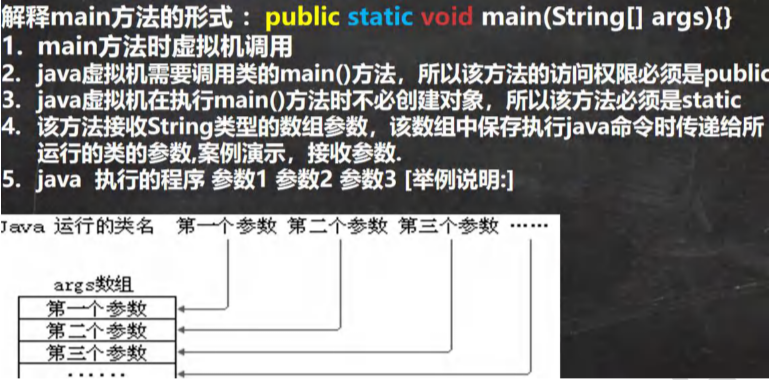 解释main方法的形式：public static void main(String[] args){}
1. main方法时虚拟机调用
2. java虚拟机需要调用类的main()方法，所以该方法的访问权限必须是public
3. java虚拟机在执行main()方法时不必创建对象，所以该方法必须是static
4. 该方法接收String类型的数组参数，该数组中保存执行java命令时传递给所
运行的类的参数,案例演示，接收参数.
5. java 执行的程序 参数1 参数2 参数3 [举例说明:]
Java 运行的类名 第一个参数 第二个参数 第三个参数 ……
args数组
第一个参数
第二个参数
第三个参数
……